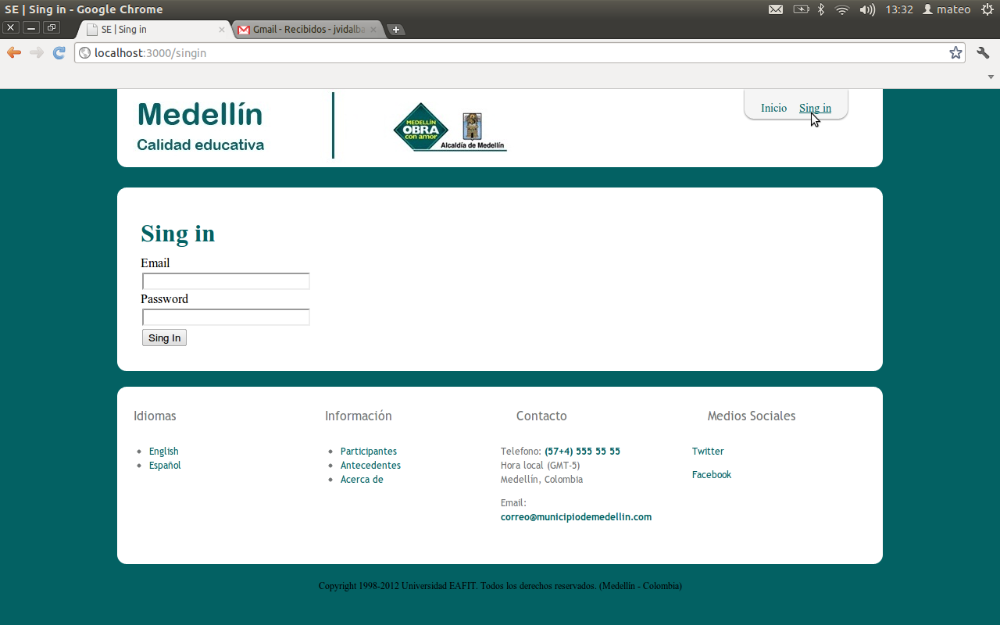 SE | Sing in - Google Chrome
13:32 mateo
SE | Sing in
Gmail - Recibidos - jvidalba
localhost:3000/singin
Medellín
Calidad educativa
MEDELLÍN
OBRA
con amor
Alcaldía de Medellín
Inicio Sing in
Sing in
Email
Password
Sing In
Idiomas
English
Español
Información
Participantes
Antecedentes
Acerca de
Contacto
Telefono: (57+4) 555 55 55
Hora local (GMT-5)
Medellín, Colombia
Email:
correo@municipiodemedellin.com
Medios Sociales
Twitter
Facebook
Copyright 1998-2012 Universidad EAFIT. Todos los derechos reservados. (Medellín - Colombia)